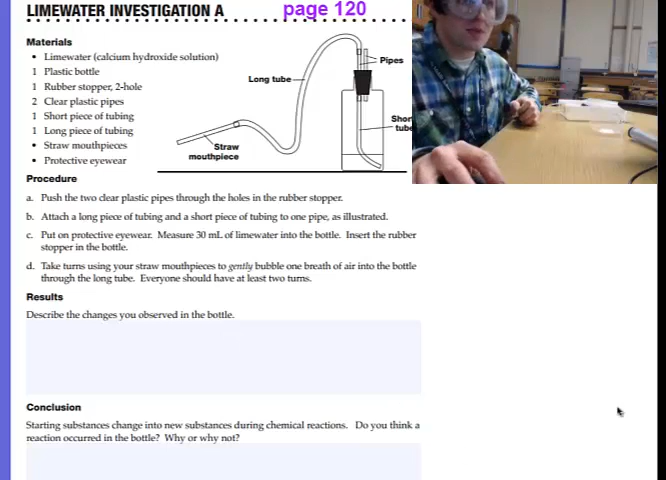 LIMEWATER INVESTIGATION A
page 120
Materials
• Limewater (calcium hydroxide solution)
1 Plastic bottle
1 Rubber stopper, 2-hole
2 Clear plastic pipes
1 Short piece of tubing
1 Long piece of tubing
• Straw mouthpieces
• Protective eyewear
Pipes
Long tube
Short
tube
Straw
mouthpiece
Procedure
a. Push the two clear plastic pipes through the holes in the rubber stopper.
b. Attach a long piece of tubing and a short piece of tubing to one pipe, as illustrated.
c. Put on protective eyewear. Measure 30 mL of limewater into the bottle. Insert the rubber
stopper in the bottle.
d. Take turns using your straw mouthpieces to gently bubble one breath of air into the bottle
through the long tube. Everyone should have at least two turns.
Results
Describe the changes you observed in the bottle.
Conclusion
Starting substances change into new substances during chemical reactions. Do you think a
reaction occurred in the bottle? Why or why not?